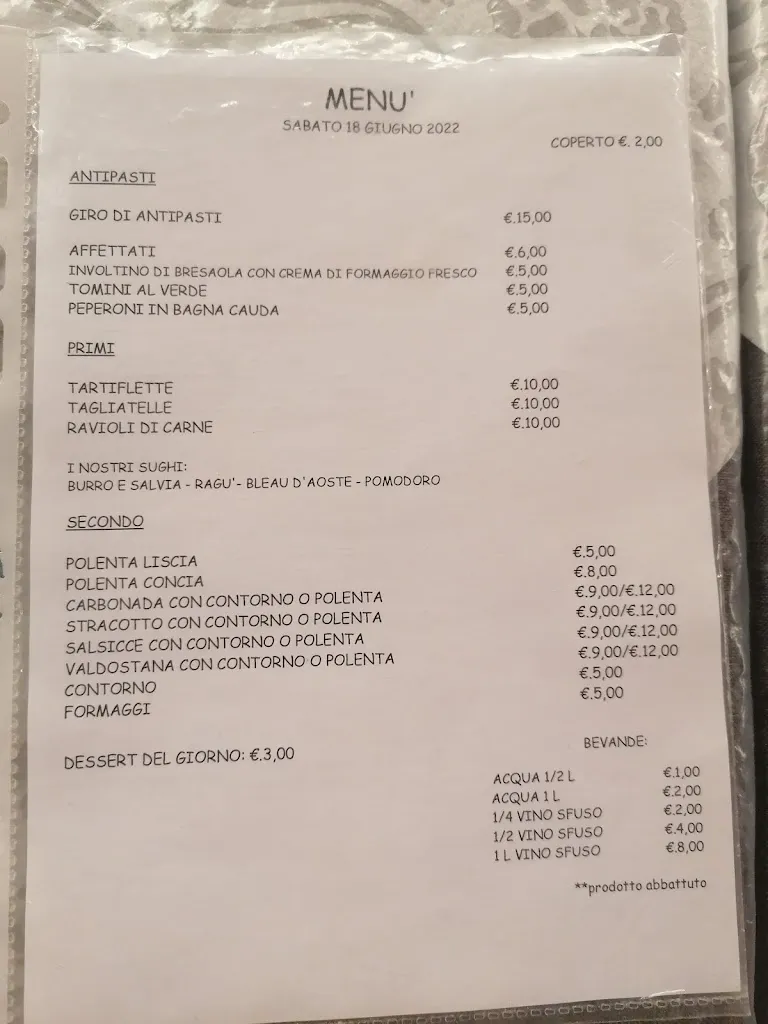 MENU'
SABATO 18 GIUGNO 2022
COPERTO €. 2,00
ANTIPASTI
GIRO DI ANTIPASTI €.15,00
AFFETTATI €.6,00
INVOLTINO DI BRESAOLA CON CREMA DI FORMAGGIO FRESCO €.5,00
TOMINI AL VERDE €.5,00
PEPERONI IN BAGNA CAUDA €.5,00
PRIMI
TARTIFLETTE €.10,00
TAGLIATELLE €.10,00
RAVIOLI DI CARNE €.10,00
I NOSTRI SUGHI:
BURRO E SALVIA - RAGU'- BLEAU D'AOSTE - POMODORO
SECONDO
POLENTA LISCIA €.5,00
POLENTA CONCIA €.8,00
CARBONADA CON CONTORNO O POLENTA €.9,00/€.12,00
STRACOTTO CON CONTORNO O POLENTA €.9,00/€.12,00
SALSICCE CON CONTORNO O POLENTA €.9,00/€.12,00
VALDOSTANA CON CONTORNO O POLENTA €.9,00/€.12,00
CONTORNO €.5,00
FORMAGGI €.5,00
DESSERT DEL GIORNO: €.3,00
BEVANDE:
ACQUA 1/2 L €.1,00
ACQUA 1 L €.2,00
1/4 VINO SFUSO €.2,00
1/2 VINO SFUSO €.4,00
1 L VINO SFUSO €.8,00
**prodotto abbattuto